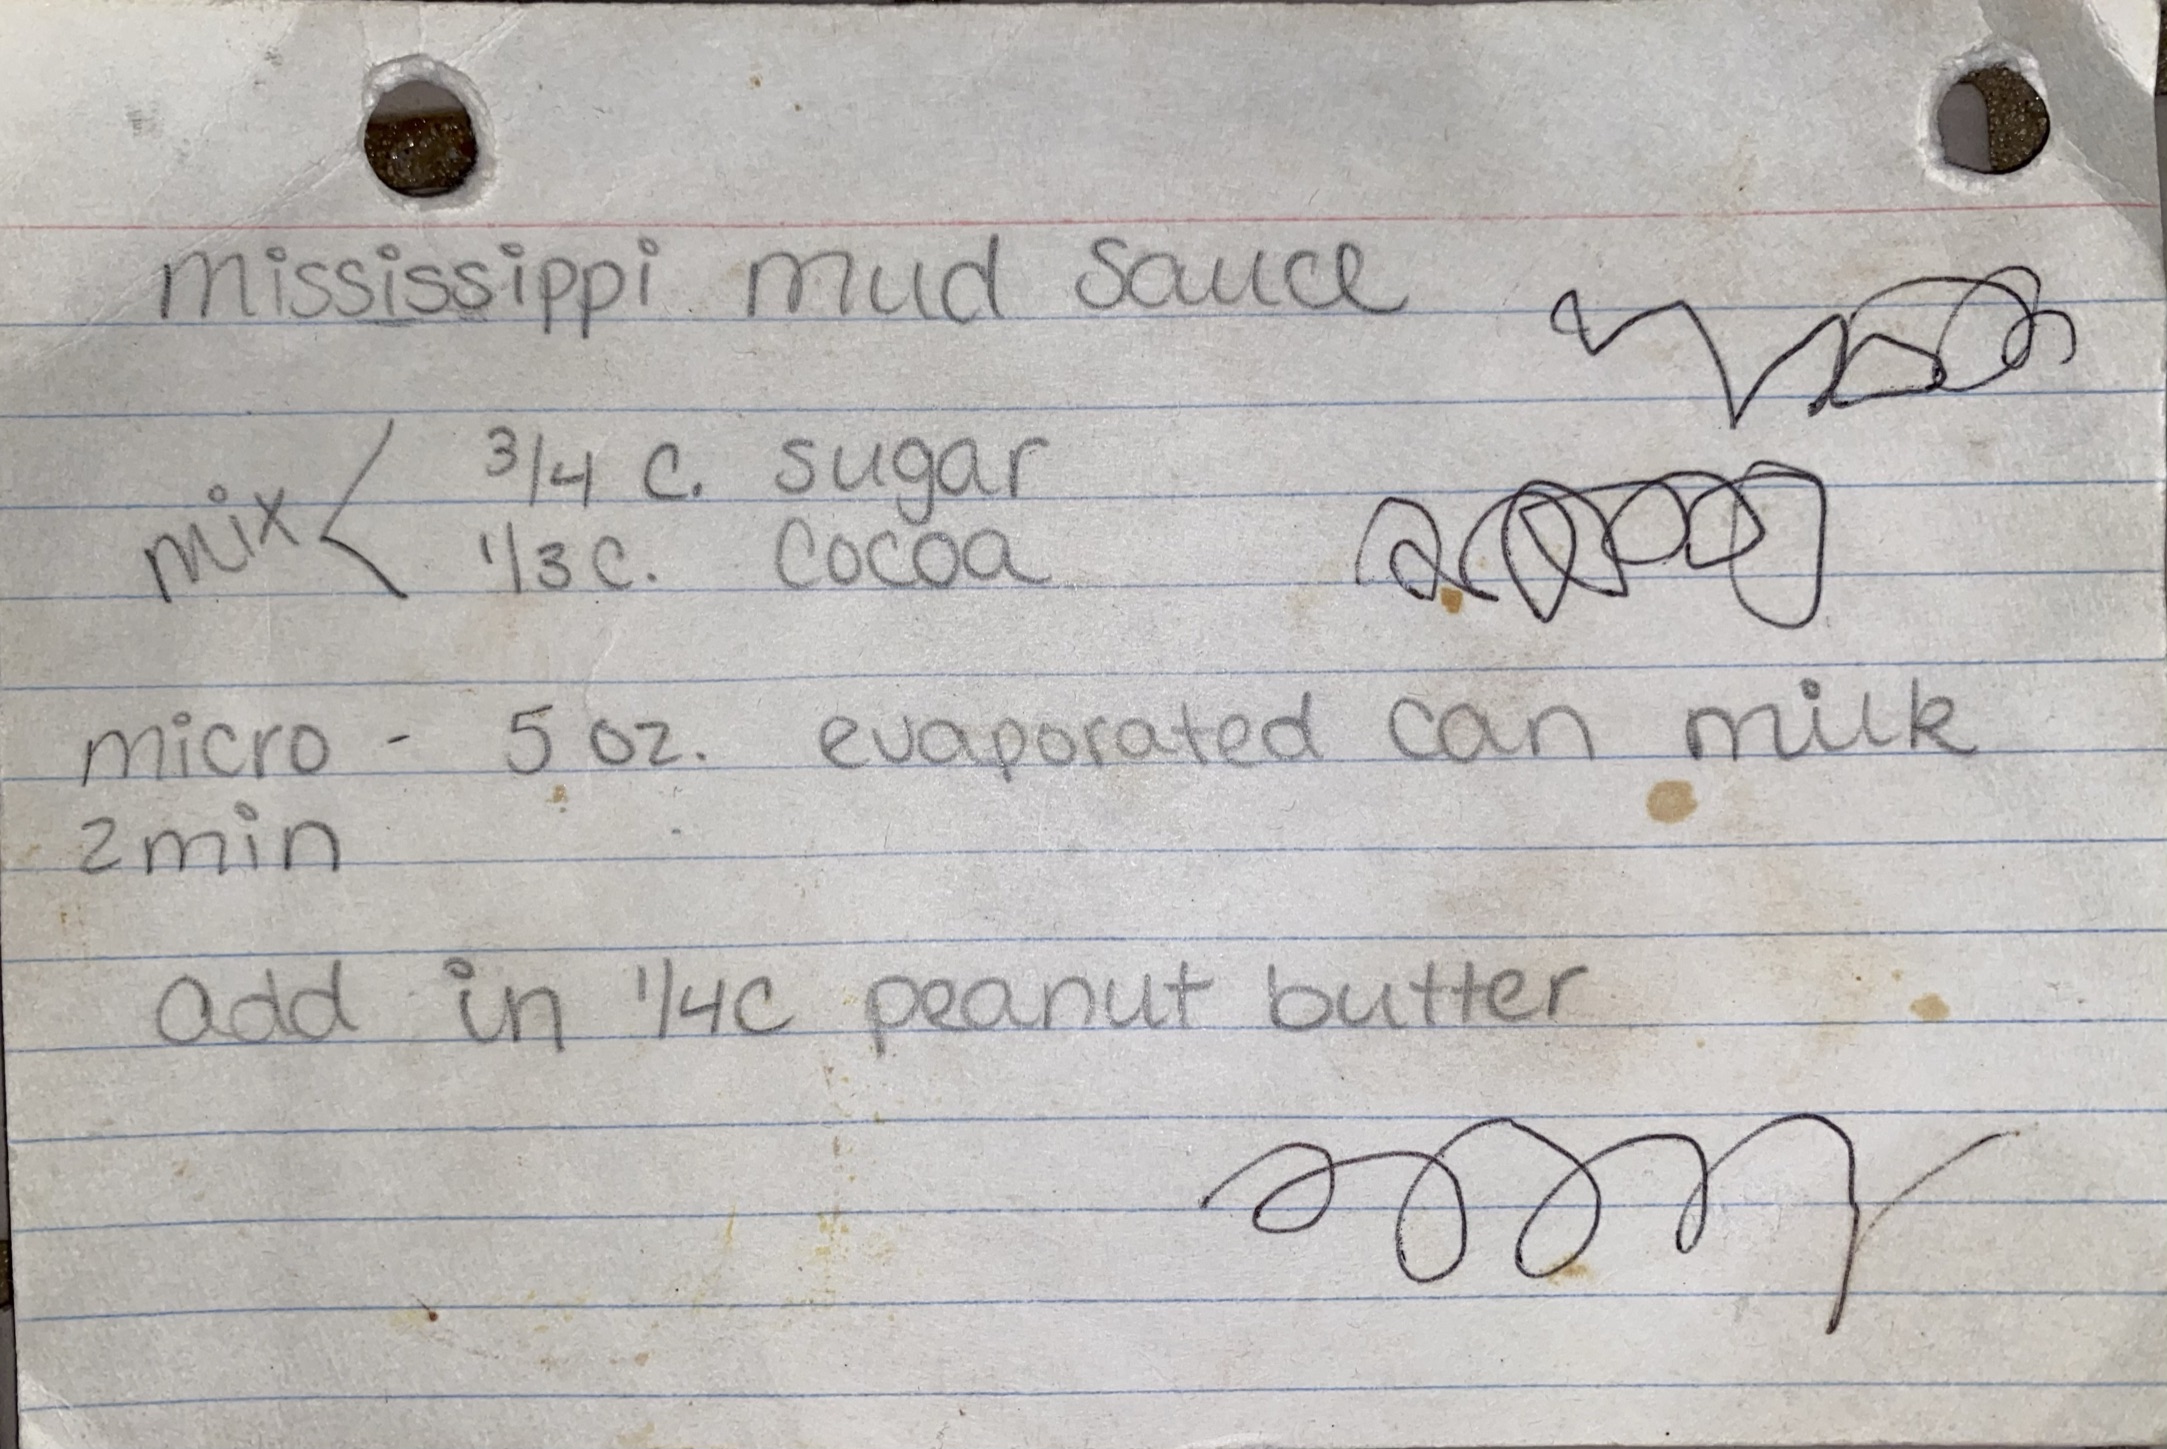 Mississippi mud sauce
mix < 3/4 c. sugar
1/3 c. cocoa
micro - 5 oz. evaporated can milk
2 min
add in 1/4 c peanut butter